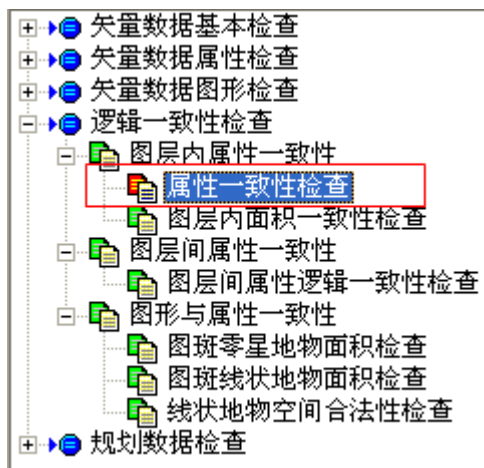 矢量数据基本检查
矢量数据属性检查
矢量数据图形检查
逻辑一致性检查
图层内属性一致性
属性一致性检查
图层内面积一致性检查
图层间属性一致性
图层间属性逻辑一致性检查
图形与属性一致性
图斑零星地物面积检查
图斑线状地物面积检查
线状地物空间合法性检查
规划数据检查